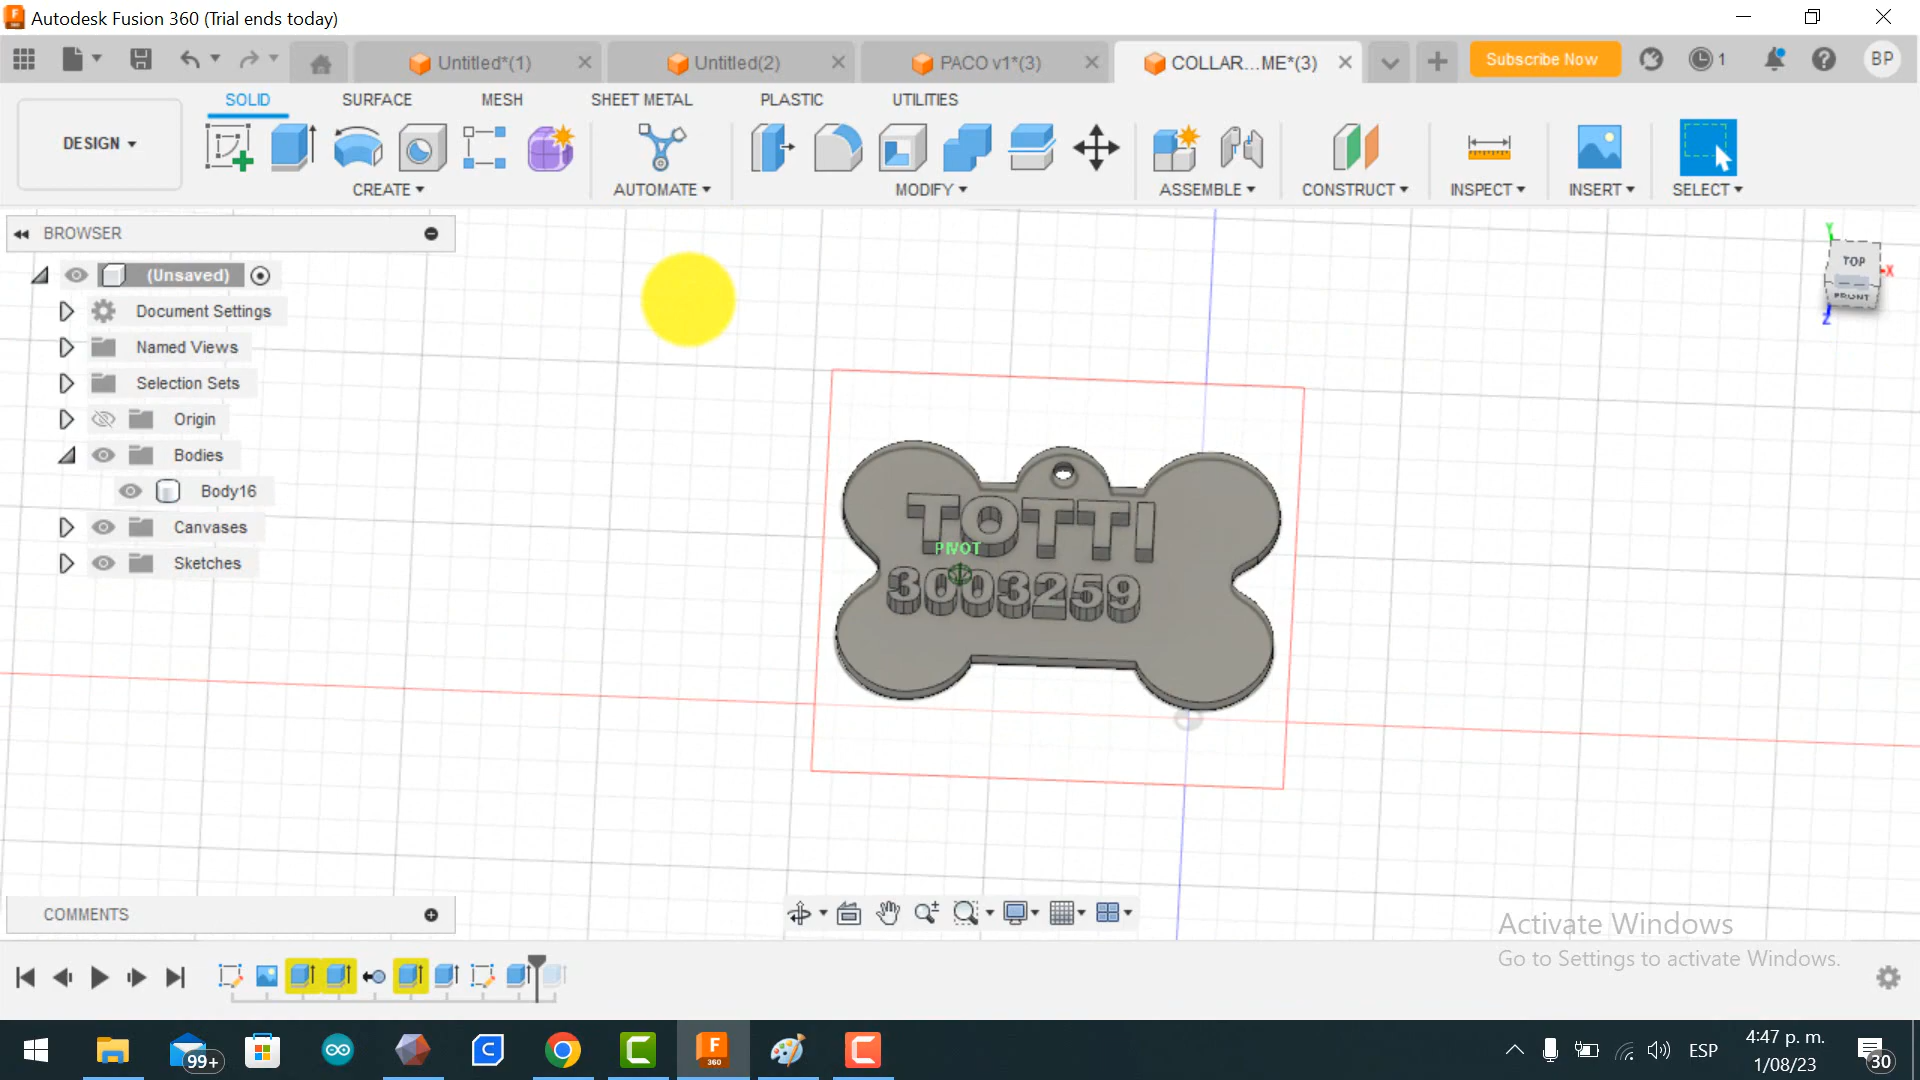 Autodesk Fusion 360 (Trial ends today)
Untitled*(1)
Untitled(2)
PACO v1*(3)
COLLAR...ME*(3)
Subscribe Now
1
BP
SOLID
SURFACE
MESH
SHEET METAL
PLASTIC
UTILITIES
DESIGN
CREATE
AUTOMATE
MODIFY
ASSEMBLE
CONSTRUCT
INSPECT
INSERT
SELECT
BROWSER
(Unsaved)
Document Settings
Named Views
Selection Sets
Origin
Bodies
Body16
Canvases
Sketches
Y
TOP
X
FRONT
Z
TOTTI
PIVOT
3003259
COMMENTS
Activate Windows
Go to Settings to activate Windows.
99+
F
360
ESP
4:47 p. m.
1/08/23
30